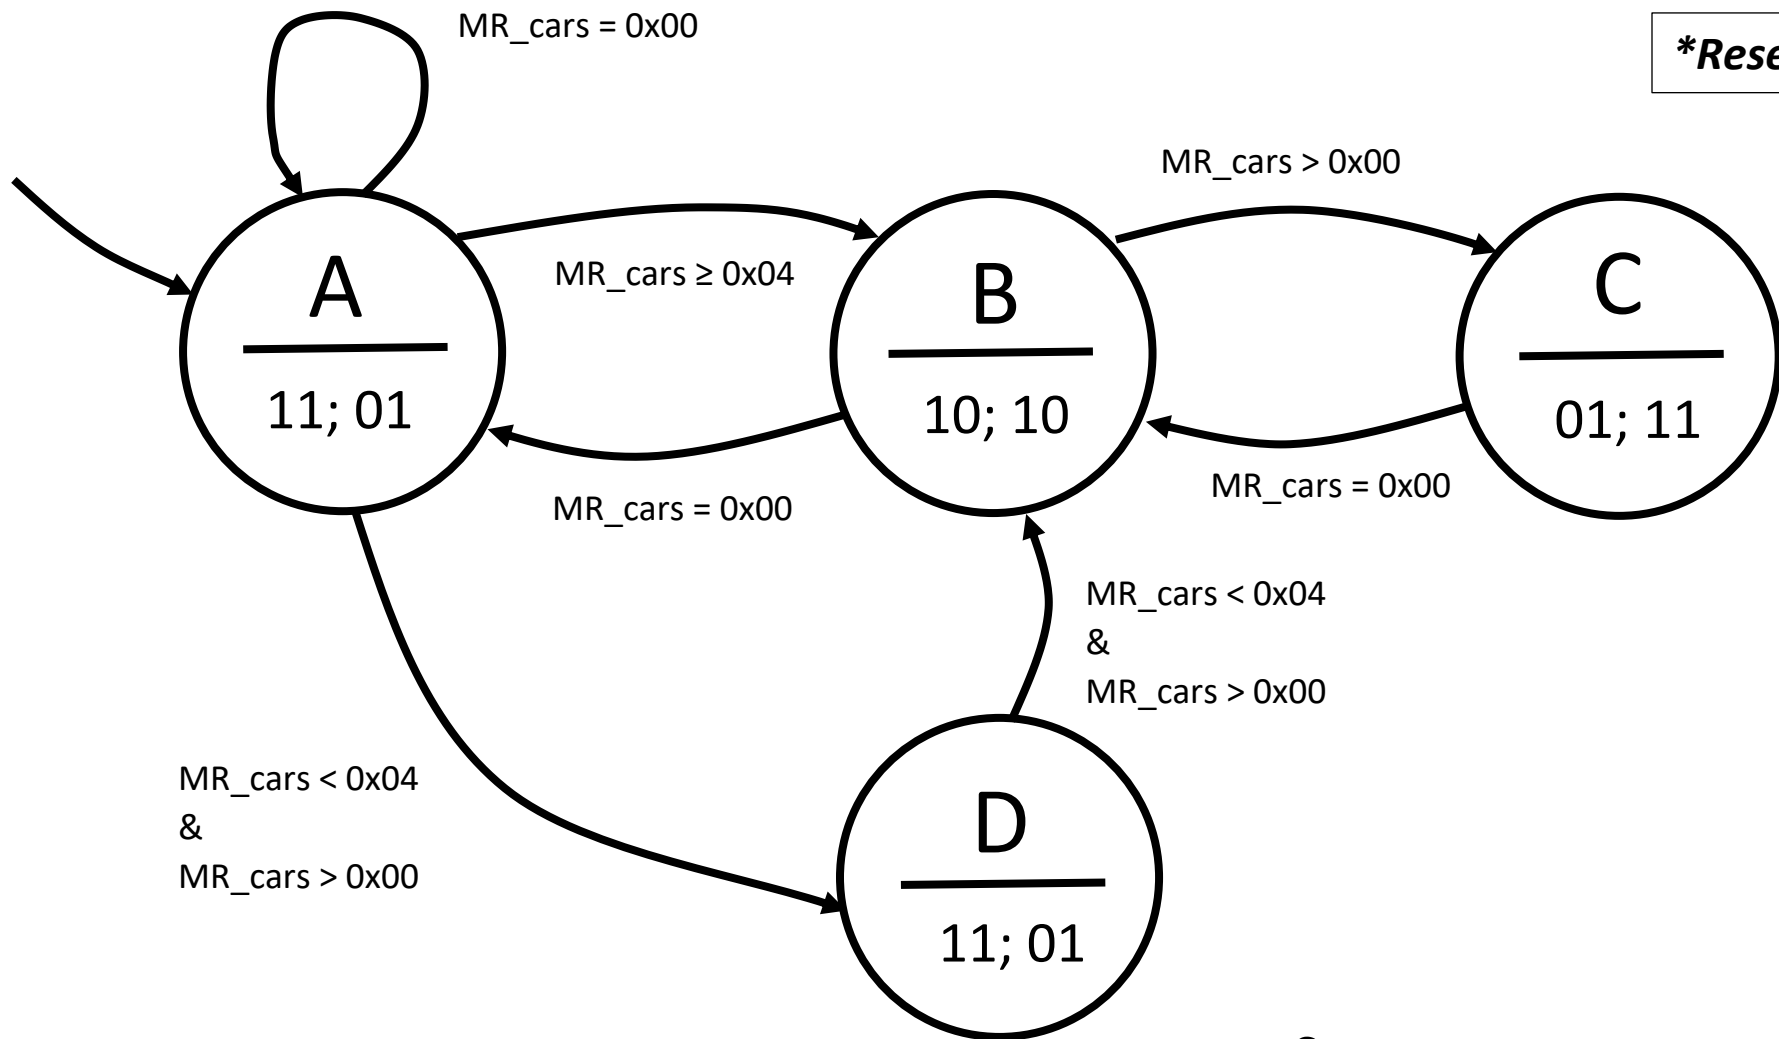 MR_cars = 0x00
MR_cars > 0x00
A
11; 01
MR_cars ≥ 0x04
B
10; 10
C
01; 11
MR_cars = 0x00
MR_cars = 0x00
MR_cars < 0x04
&
MR_cars > 0x00
MR_cars < 0x04
&
MR_cars > 0x00
D
11; 01